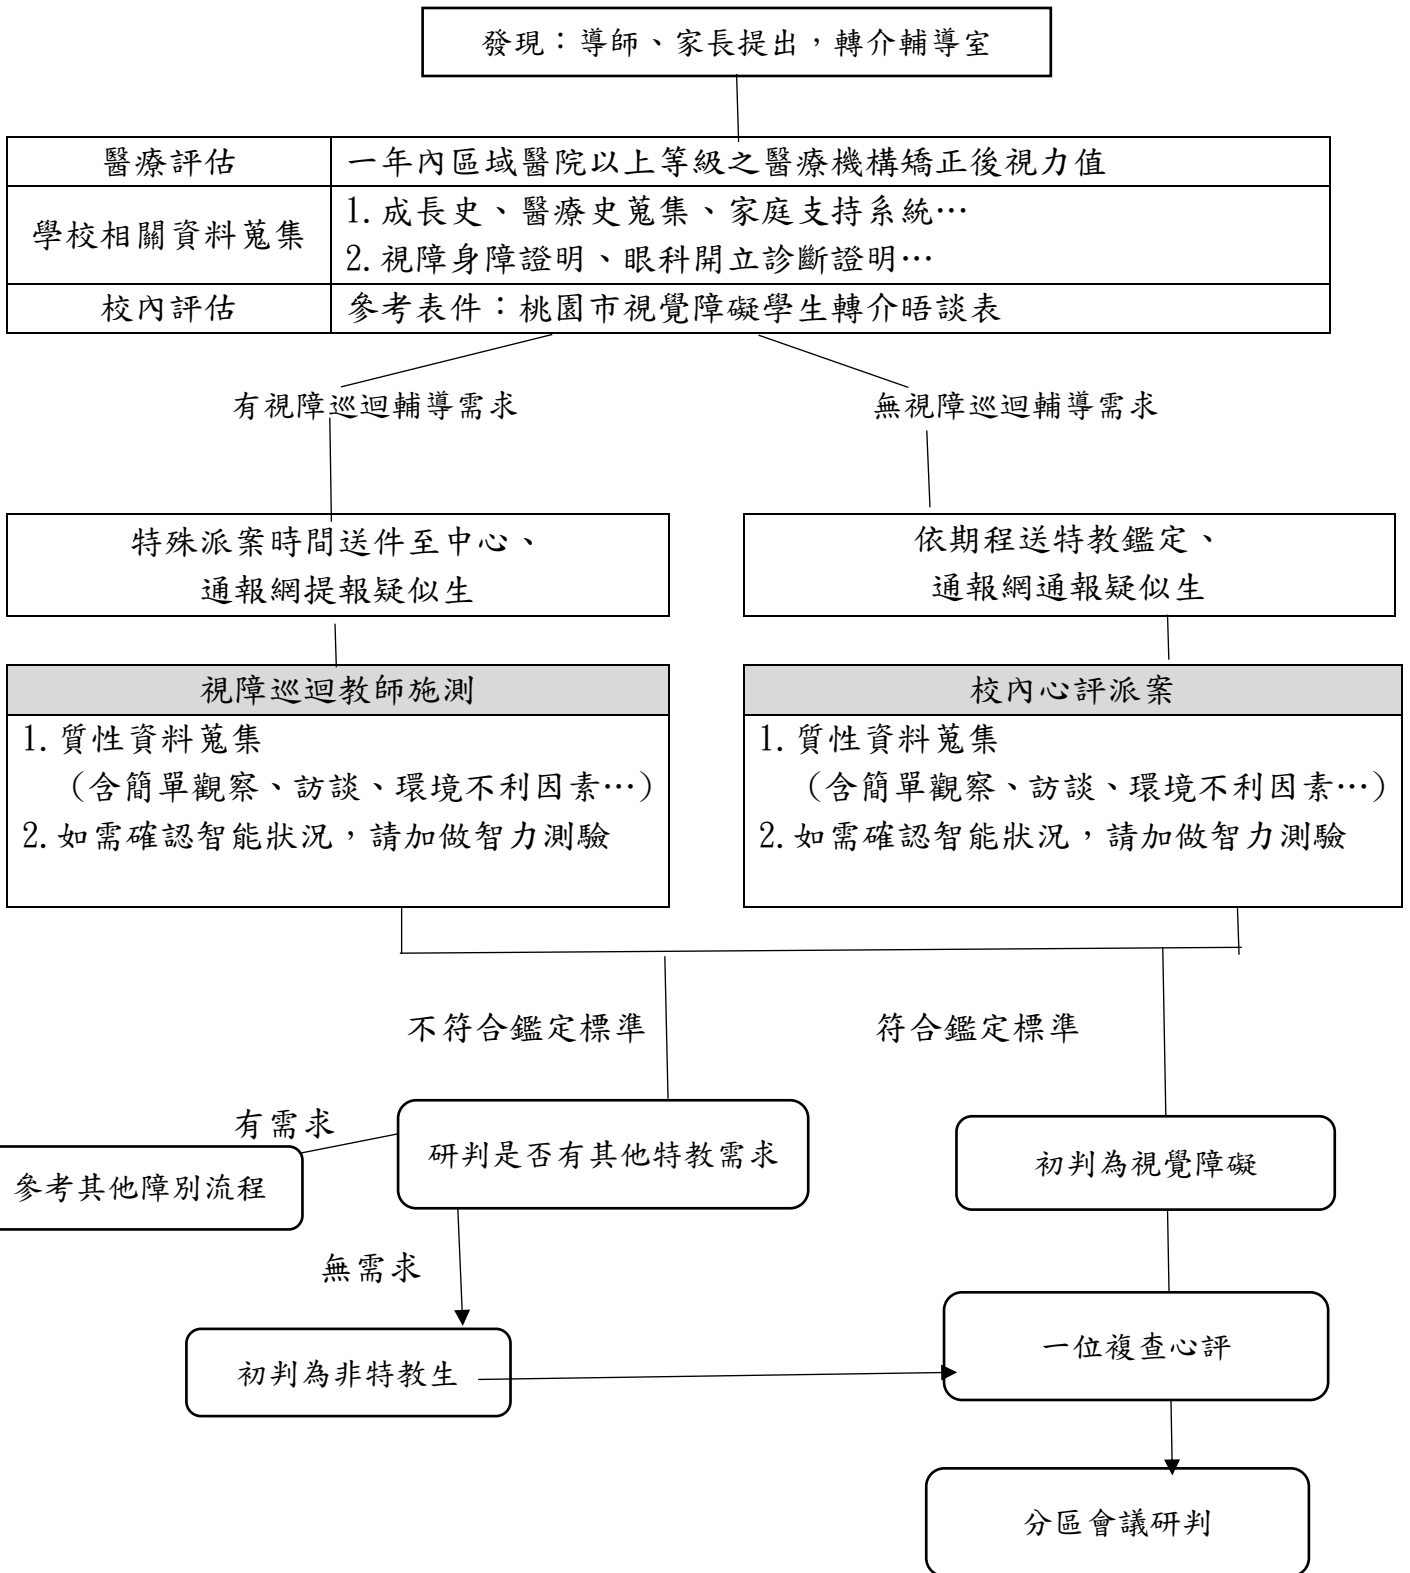 發現：導師、家長提出，轉介輔導室
醫療評估
一年內區域醫院以上等級之醫療機構矯正後視力值
學校相關資料蒐集
1.成長史、醫療史蒐集、家庭支持系統…
2.視障身障證明、眼科開立診斷證明…
校內評估
參考表件：桃園市視覺障礙學生轉介晤談表
有視障巡迴輔導需求
無視障巡迴輔導需求
特殊派案時間送件至中心、
通報網提報疑似生
依期程送特教鑑定、
通報網通報疑似生
視障巡迴教師施測
1.質性資料蒐集
（含簡單觀察、訪談、環境不利因素…）
2.如需確認智能狀況，請加做智力測驗
校內心評派案
1.質性資料蒐集
（含簡單觀察、訪談、環境不利因素…）
2.如需確認智能狀況，請加做智力測驗
不符合鑑定標準
符合鑑定標準
有需求
研判是否有其他特教需求
參考其他障別流程
初判為視覺障礙
無需求
初判為非特教生
一位複查心評
分區會議研判